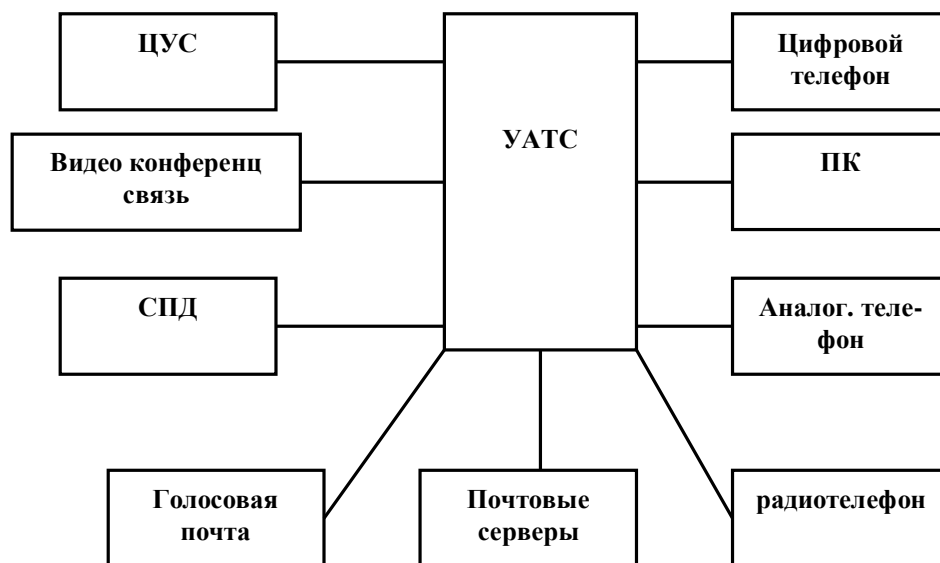 ЦУС
УАТС
Цифровой
телефон
Видео конференц
связь
ПК
СПД
Аналог. теле-
фон
Голосовая
почта
Почтовые
серверы
радиотелефон